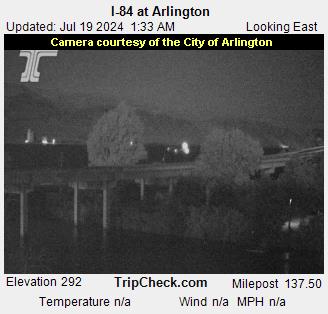 I-84 at Arlington
Updated: Jul 19 2024 1:33 AM Looking East
Camera courtesy of the City of Arlington
Elevation 292 TripCheck.com Milepost 137.50
Temperature n/a Wind n/a MPH n/a